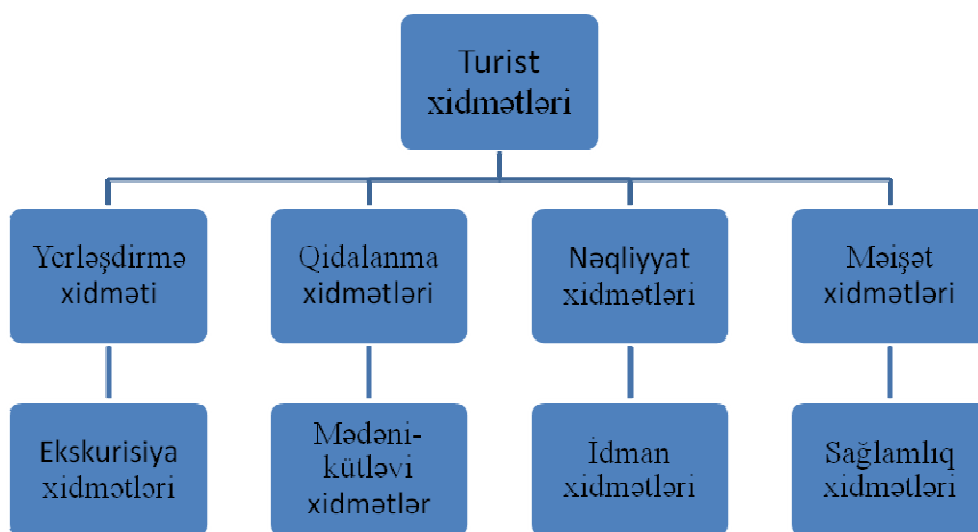 Turist
xidmətləri
Yerləşdirmə
xidməti
Qidalanma
xidmətləri
Nəqliyyat
xidmətləri
Məişət
xidmətləri
Ekskurisiya
xidmətləri
Mədəni-
kütləvi
xidmətlər
İdman
xidmətləri
Sağlamlıq
xidmətləri